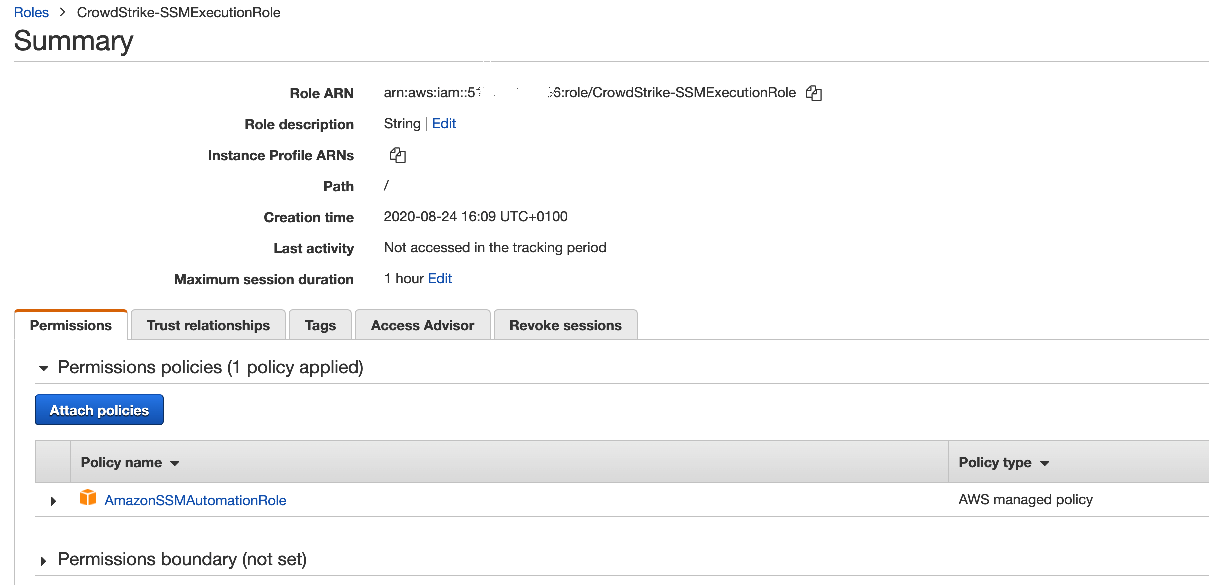 Roles > CrowdStrike-SSMExecutionRole
Summary
Role ARN arn:aws:iam::5 6:role/CrowdStrike-SSMExecutionRole
Role description String | Edit
Instance Profile ARNs
Path /
Creation time 2020-08-24 16:09 UTC+0100
Last activity Not accessed in the tracking period
Maximum session duration 1 hour Edit
Permissions Trust relationships Tags Access Advisor Revoke sessions
Permissions policies (1 policy applied)
Attach policies
Policy name Policy type
AmazonSSMAutomationRole AWS managed policy
Permissions boundary (not set)